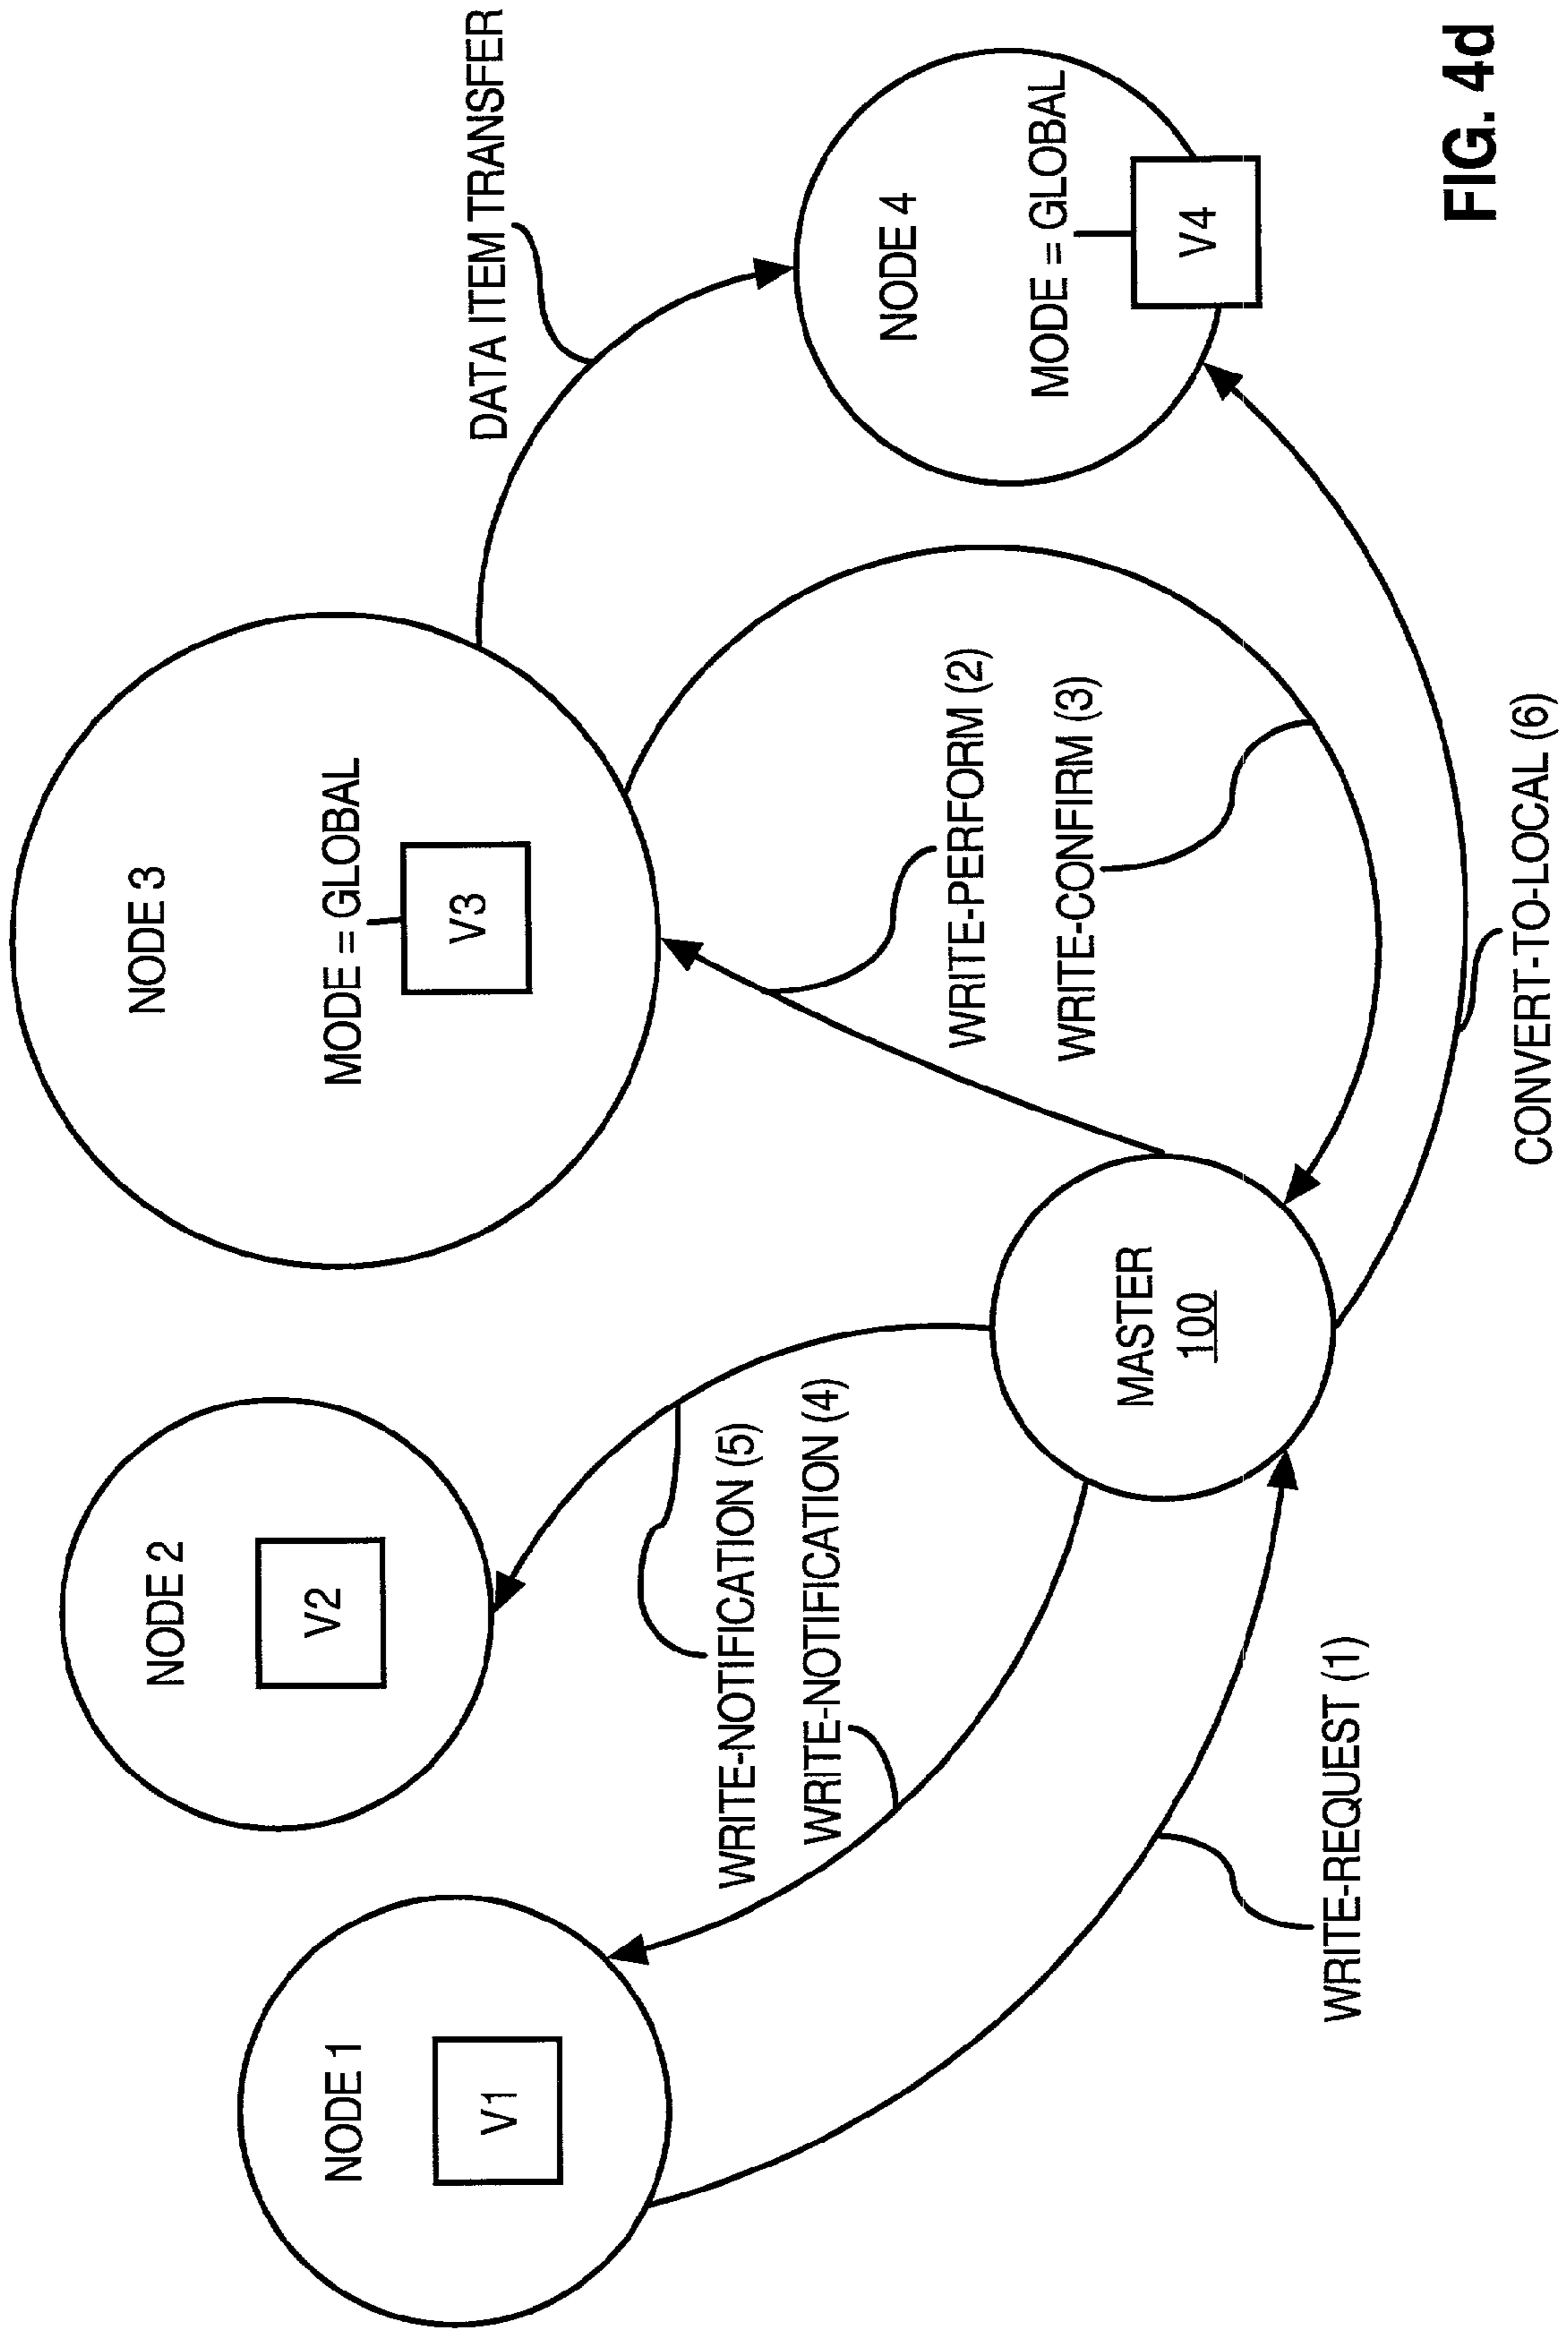 NODE 1
V1
NODE 2
V2
NODE 3
MODE = GLOBAL
V3
DATA ITEM TRANSFER
NODE 4
MODE = GLOBAL
V4
WRITE-NOTIFICATION (5)
WRITE-NOTIFICATION (4)
WRITE-PERFORM (2)
WRITE-CONFIRM (3)
MASTER
100
WRITE-REQUEST (1)
CONVERT-TO-LOCAL (6)
FIG. 4d